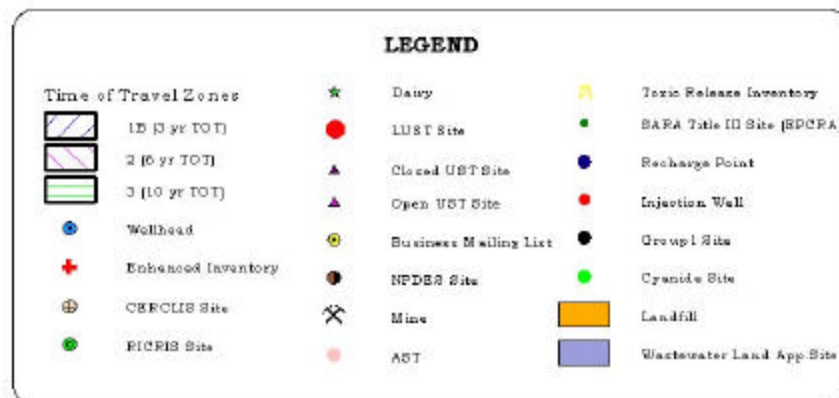 LEGEND
Time of Travel Zones
1B (3 yr TOT)
2 (6 yr TOT)
3 (10 yr TOT)
Wellhead
Enhanced Inventory
CERCLIS Site
RICRIS Site
Dairy
LUST Site
Closed UST Site
Open UST Site
Business Mailing List
NPDES Site
Mine
AST
Toxic Release Inventory
SARA Title III Site (EPCRA)
Recharge Point
Injection Well
Group1 Site
Cyanide Site
Landfill
Wastewater Land App.Site